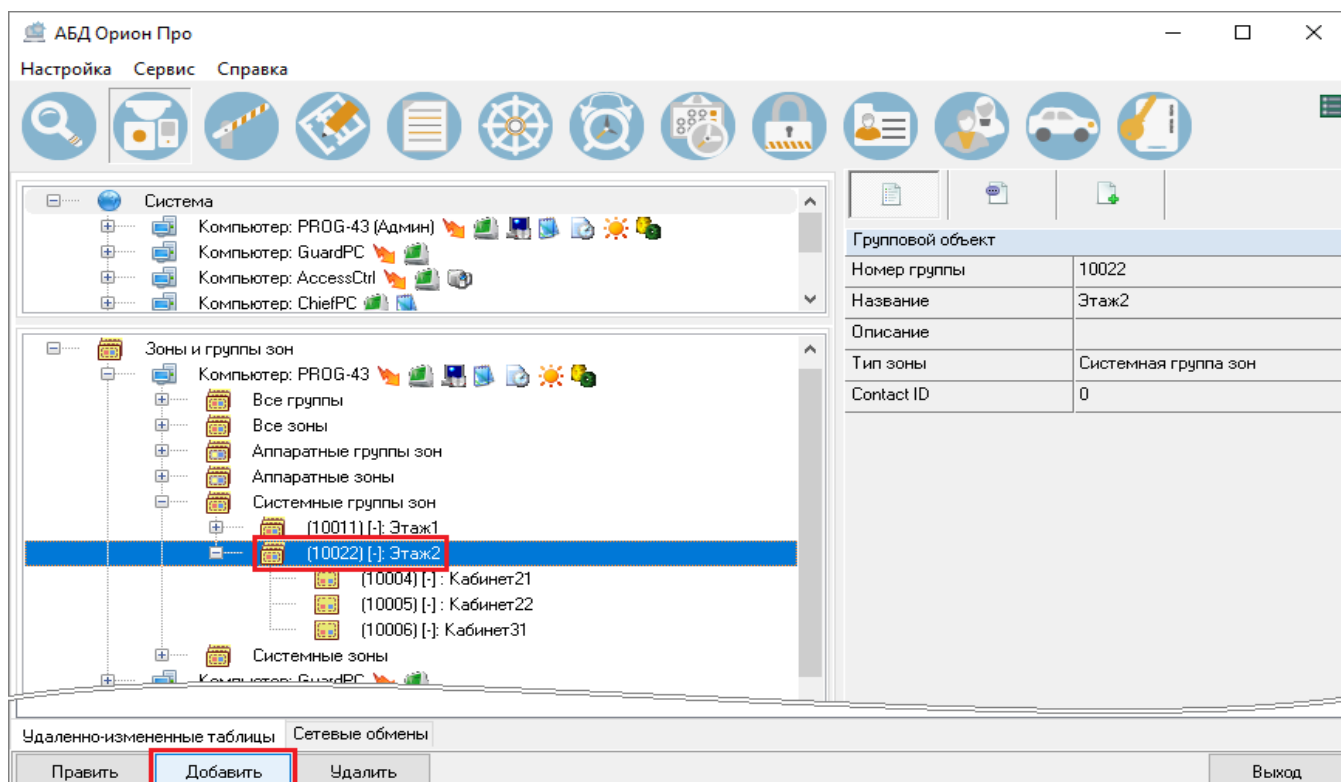 АБД Орион Про
Настройка Сервис Справка
Система
Компьютер: PROG-43 (Админ)
Компьютер: GuardPC
Компьютер: AccessCtrl
Компьютер: ChiefPC
Зоны и группы зон
Компьютер: PROG-43
Все группы
Все зоны
Аппаратные группы зон
Аппаратные зоны
Системные группы зон
(10011) [-]: Этаж1
(10022) [-]: Этаж2
(10004) [-] : Кабинет21
(10005) [-] : Кабинет22
(10006) [-]: Кабинет31
Системные зоны
Компьютер: GuardPC
Групповой объект
Номер группы 10022
Название Этаж2
Описание
Тип зоны Системная группа зон
Contact ID 0
Удаленно-измененные таблицы Сетевые обмены
Править Добавить Удалить Выход